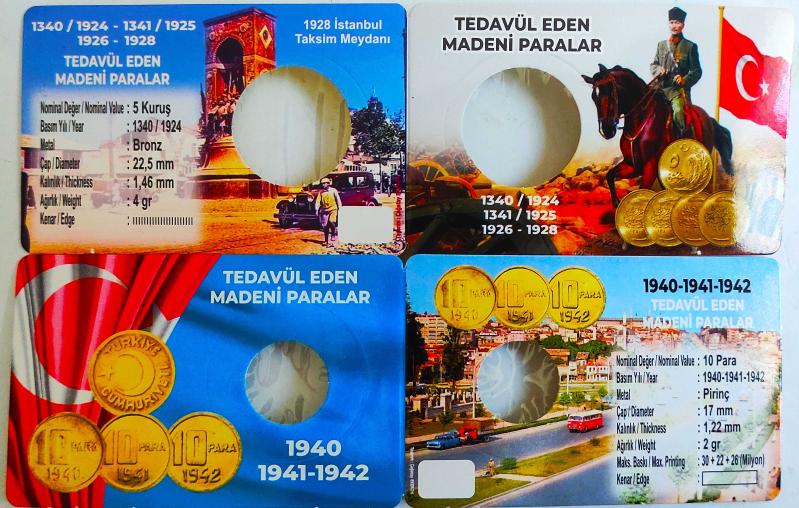 1340 / 1924 - 1341 / 1925
1926 - 1928
TEDAVÜL EDEN
MADENİ PARALAR
1928 İstanbul
Taksim Meydanı
Nominal Değer / Nominal Value : 5 Kuruş
Basım Yılı / Year : 1340 / 1924
Metal : Bronz
Çap / Diameter : 22,5 mm
Kalınlık / Thickness : 1,46 mm
Ağırlık / Weight : 4 gr
Kenar / Edge :
TEDAVÜL EDEN
MADENİ PARALAR
1340 / 1924
1341 / 1925
1926 - 1928
TEDAVÜL EDEN
MADENİ PARALAR
TÜRKİYE
CUMHURİYETİ
10 PARA
1940
10 PARA
1941
10 PARA
1942
1940
1941-1942
10 PARA
1940
10 PARA
1941
10 PARA
1942
1940-1941-1942
TEDAVÜL EDEN
MADENİ PARALAR
Nominal Değer / Nominal Value : 10 Para
Basım Yılı / Year : 1940-1941-1942
Metal : Pirinç
Çap / Diameter : 17 mm
Kalınlık / Thickness : 1,22 mm
Ağırlık / Weight : 2 gr
Maks. Baskı / Max. Printing : 30 + 22 + 26 (Milyon)
Kenar / Edge :